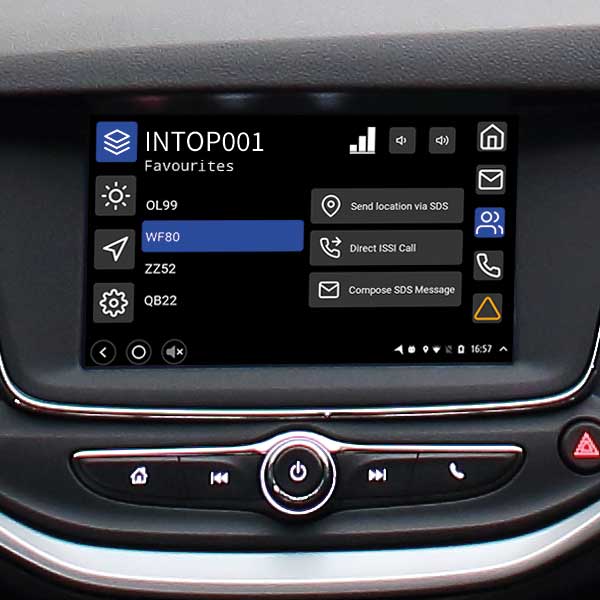 INTOP001
Favourites
OL99
WF80
ZZ52
QB22
Send location via SDS
Direct ISSI Call
Compose SDS Message
16:57